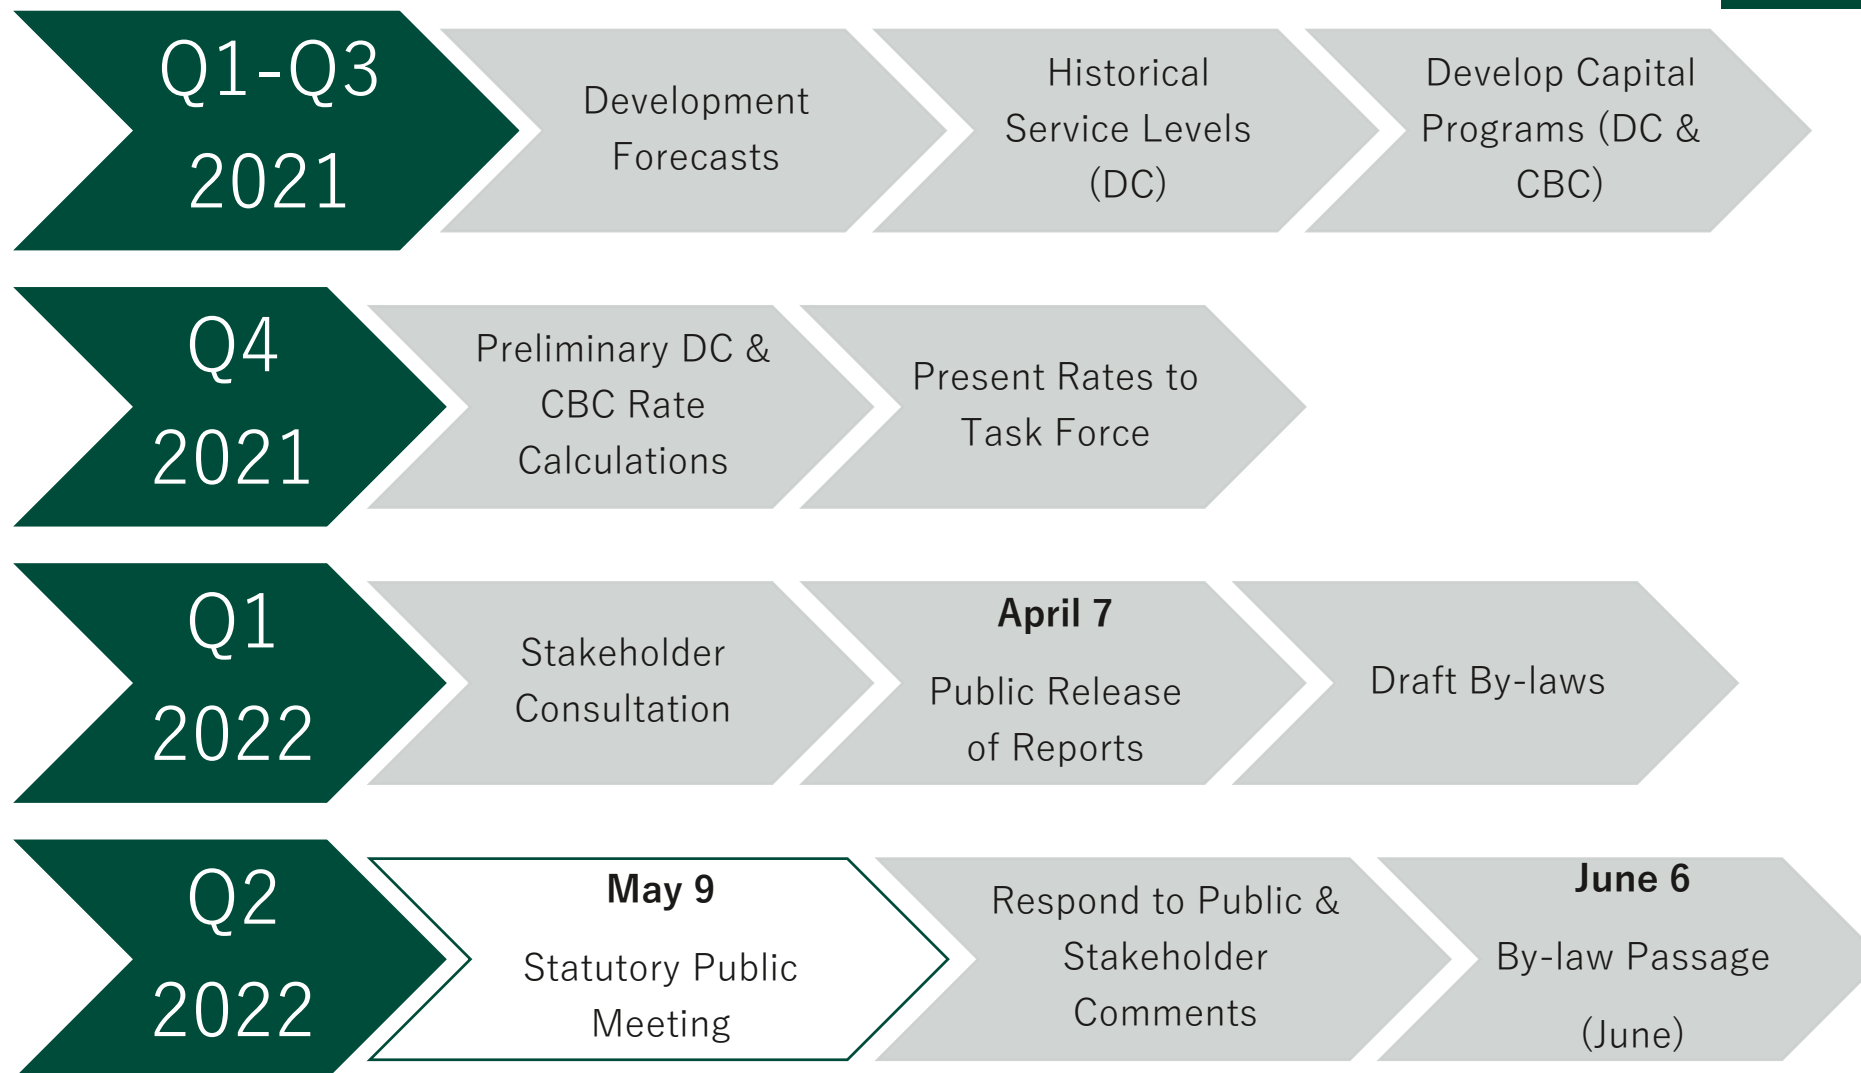 Q1-Q3
2021
Development
Forecasts
Historical
Service Levels
(DC)
Develop Capital
Programs (DC &
CBC)
Q4
2021
Preliminary DC &
CBC Rate
Calculations
Present Rates to
Task Force
Q1
2022
Stakeholder
Consultation
April 7
Public Release
of Reports
Draft By-laws
Q2
2022
May 9
Statutory Public
Meeting
Respond to Public &
Stakeholder
Comments
June 6
By-law Passage
(June)